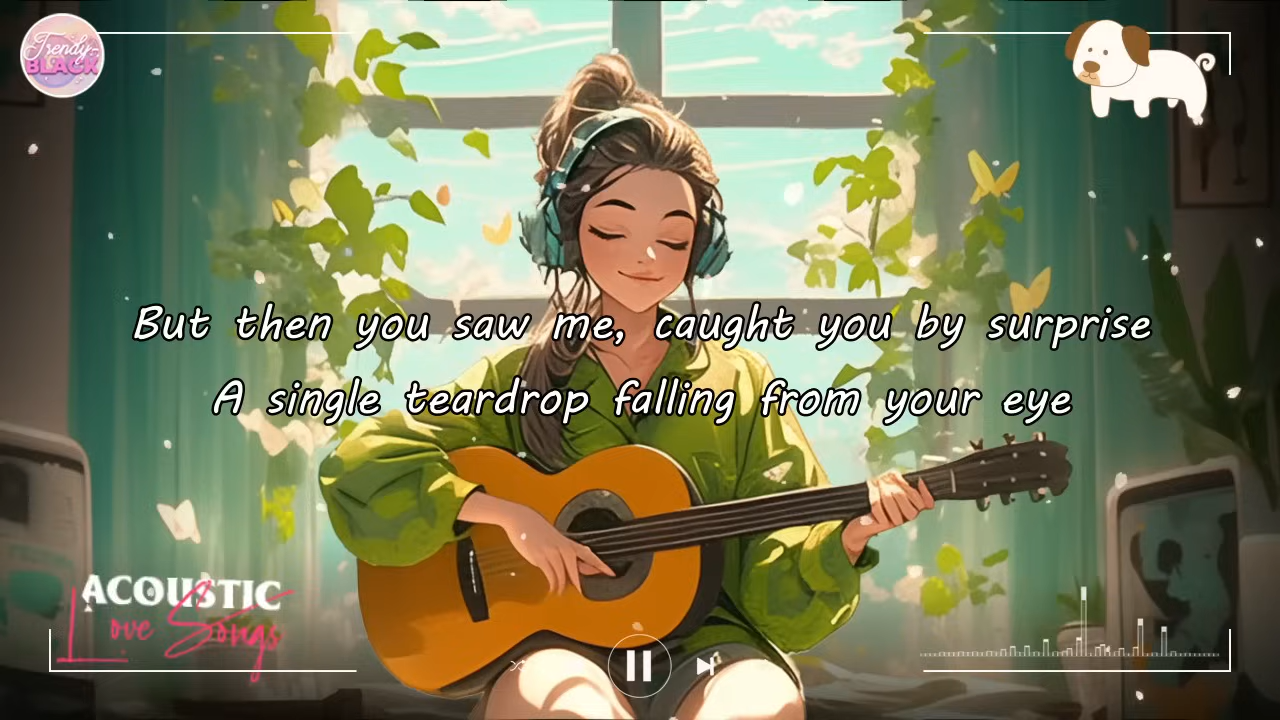 Trendy
BLACK
But then you saw me, caught you by surprise
A single teardrop falling from your eye
ACOUSTIC
Love Songs